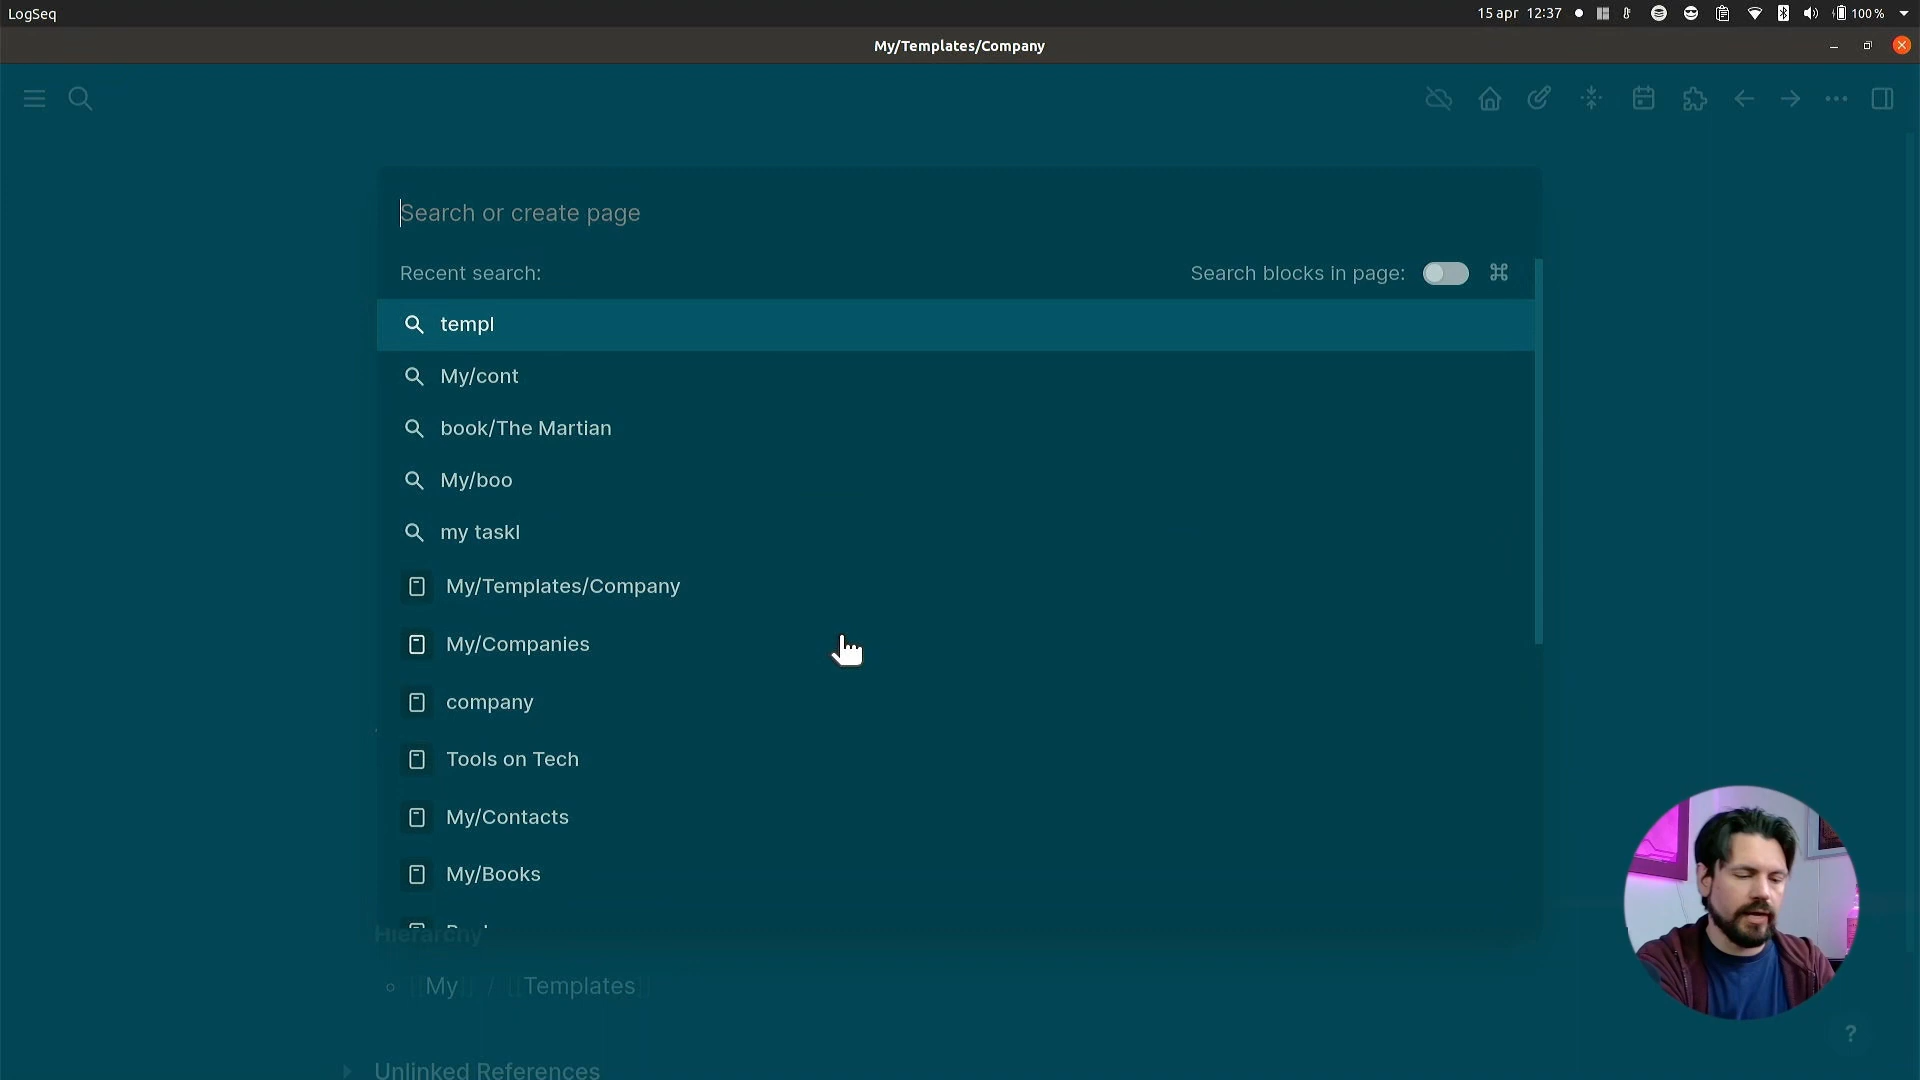 LogSeq
15 apr 12:37
100 %
My/Templates/Company
Search or create page
Recent search:
Search blocks in page:
templ
My/cont
book/The Martian
My/boo
my taskl
My/Templates/Company
My/Companies
company
Tools on Tech
My/Contacts
My/Books
Hierarchy
[[My]] / [[Templates]]
Unlinked References
?